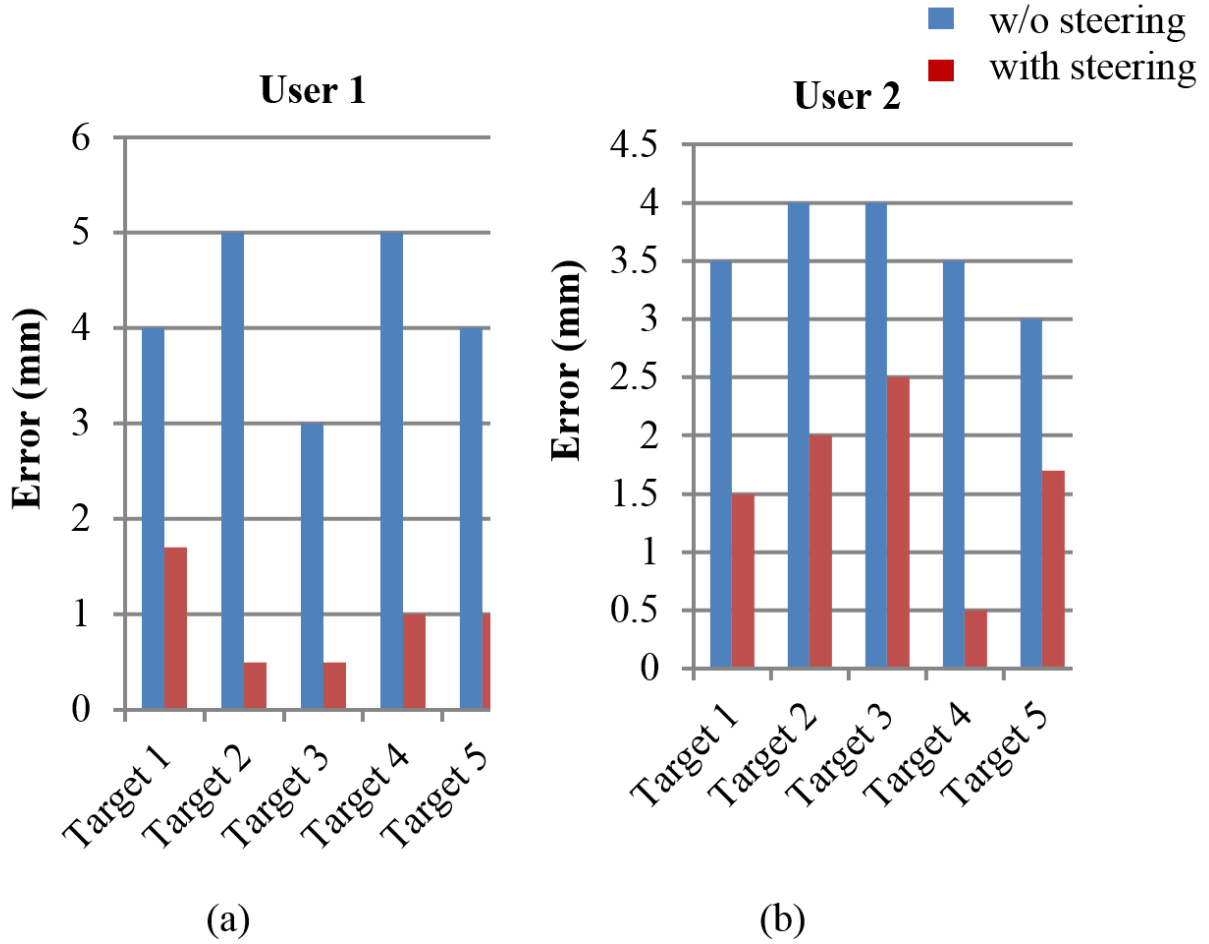 w/o steering
with steering
User 1
6
5
4
3
2
1
0
Error (mm)
Target 1
Target 2
Target 3
Target 4
Target 5
(a)
User 2
4.5
4
3.5
3
2.5
2
1.5
1
0.5
0
Error (mm)
Target 1
Target 2
Target 3
Target 4
Target 5
(b)